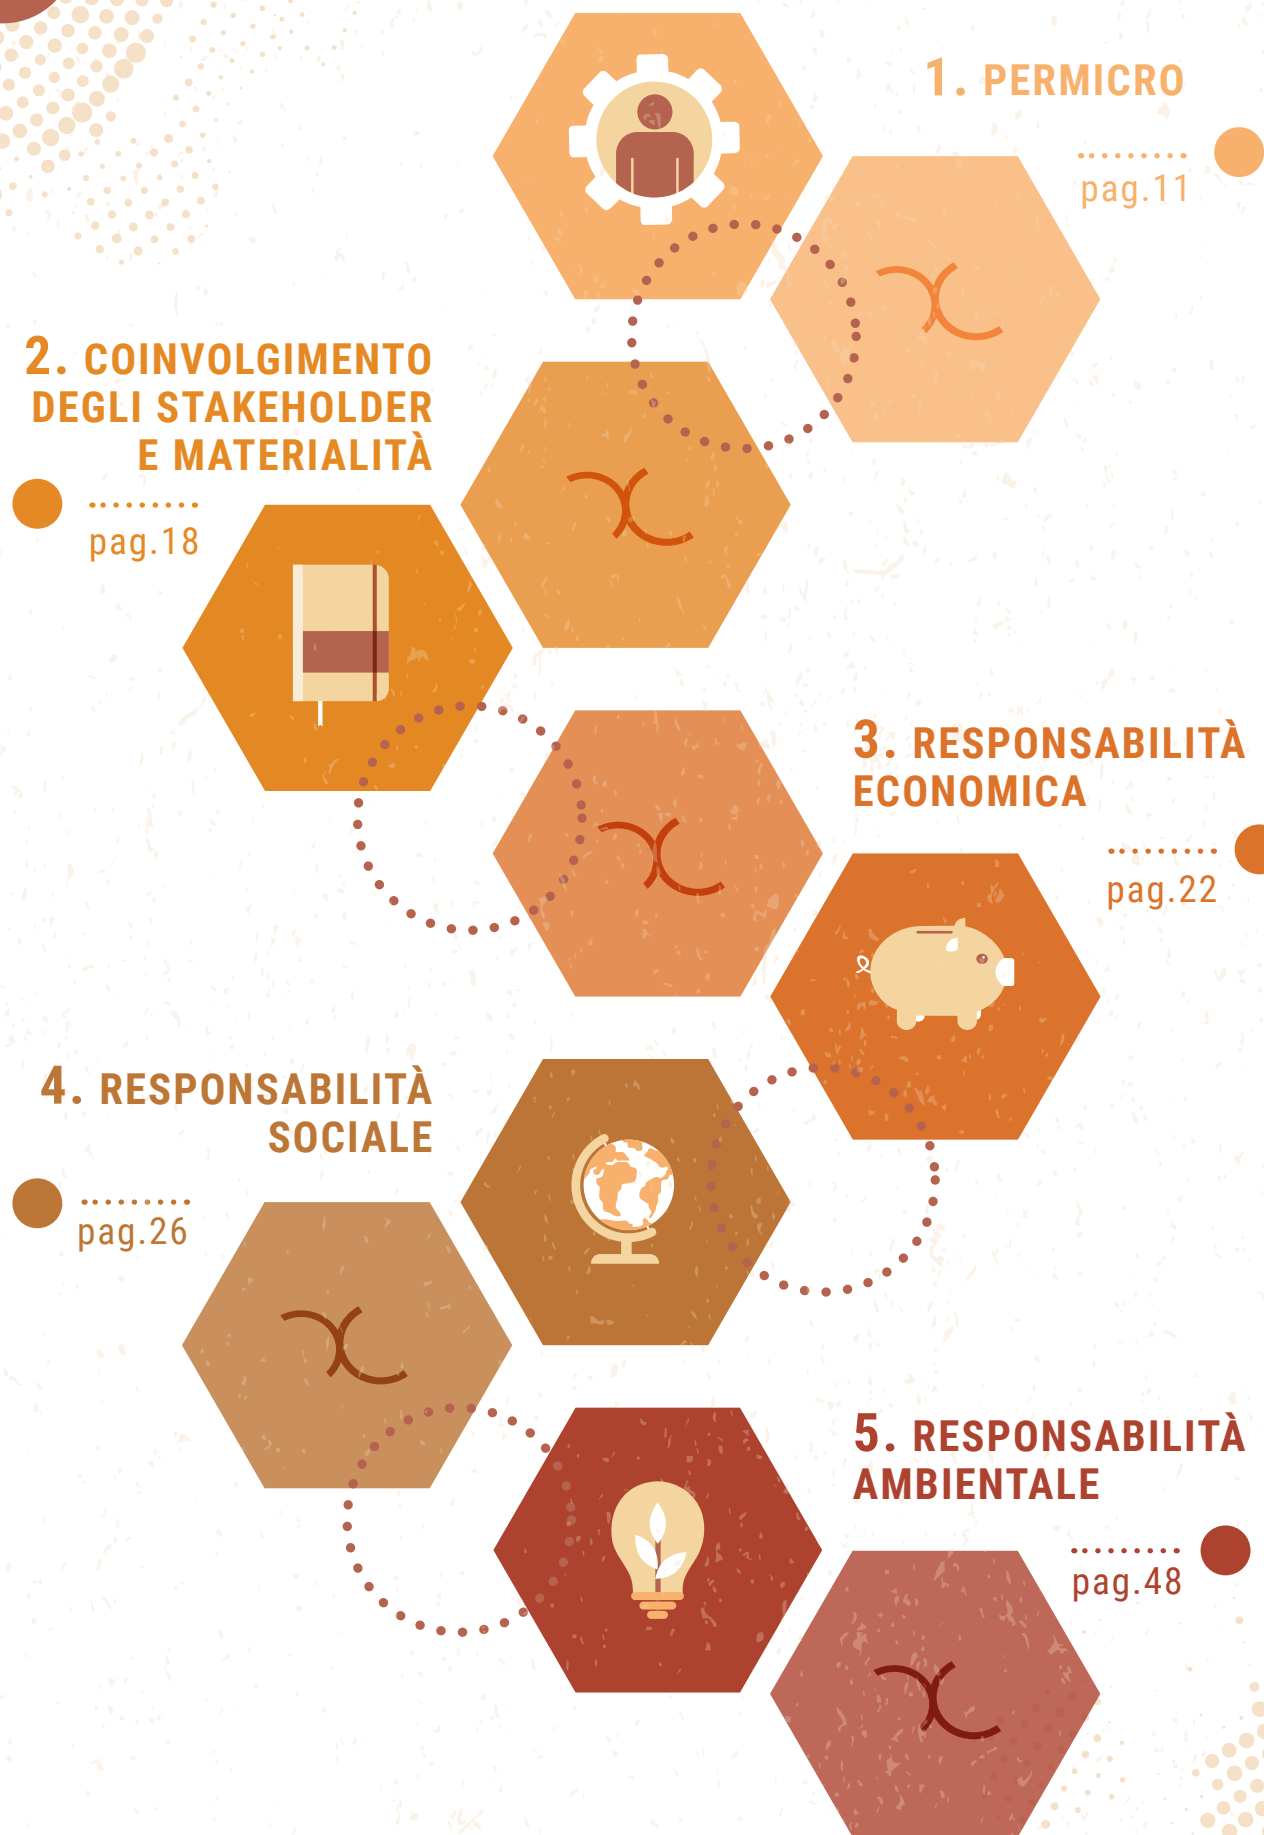 1. PERMICRO
pag.11
2. COINVOLGIMENTO
DEGLI STAKEHOLDER
E MATERIALITÀ
pag.18
3. RESPONSABILITÀ
ECONOMICA
pag.22
4. RESPONSABILITÀ
SOCIALE
pag.26
5. RESPONSABILITÀ
AMBIENTALE
pag.48